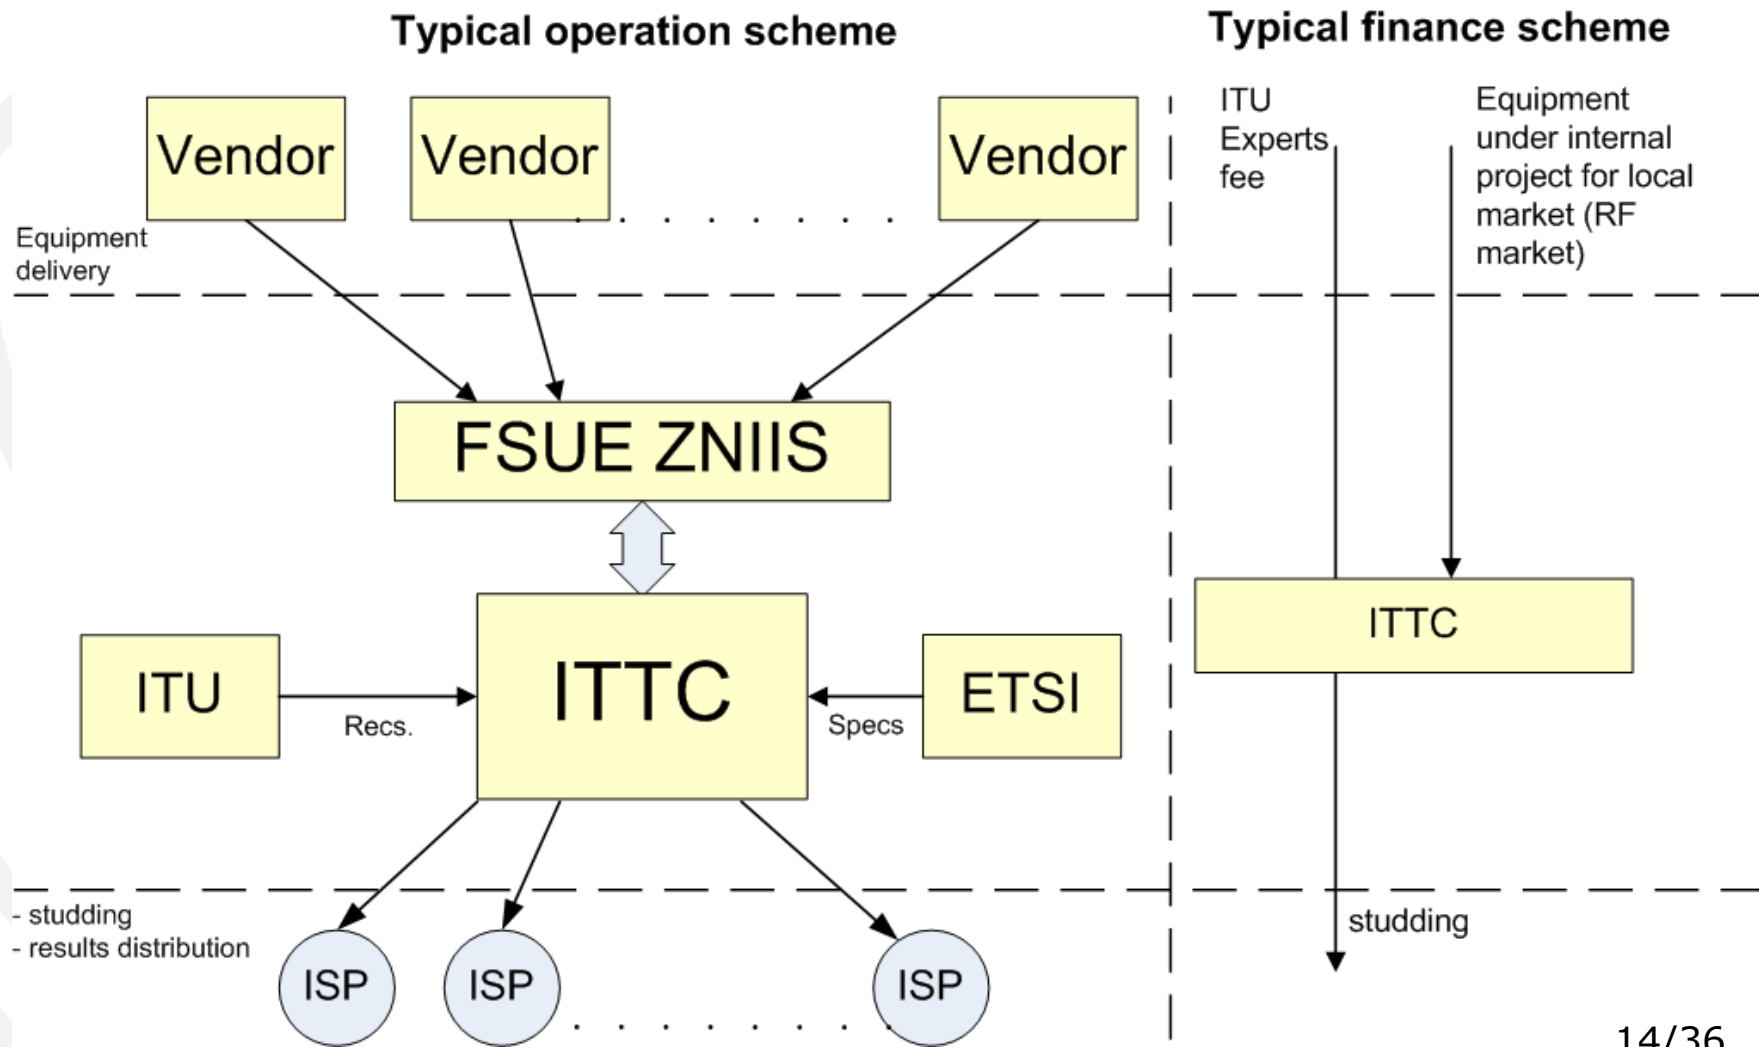 Typical operation scheme
Typical finance scheme
Vendor
Vendor
Vendor
. . . . . . . .
Equipment
delivery
ITU
Experts
fee
Equipment
under internal
project for local
market (RF
market)
FSUE ZNIIS
ITU
Recs.
ITTC
Specs
ETSI
ITTC
- studding
- results distribution
ISP
ISP
ISP
. . . . . . . .
studding
14/36